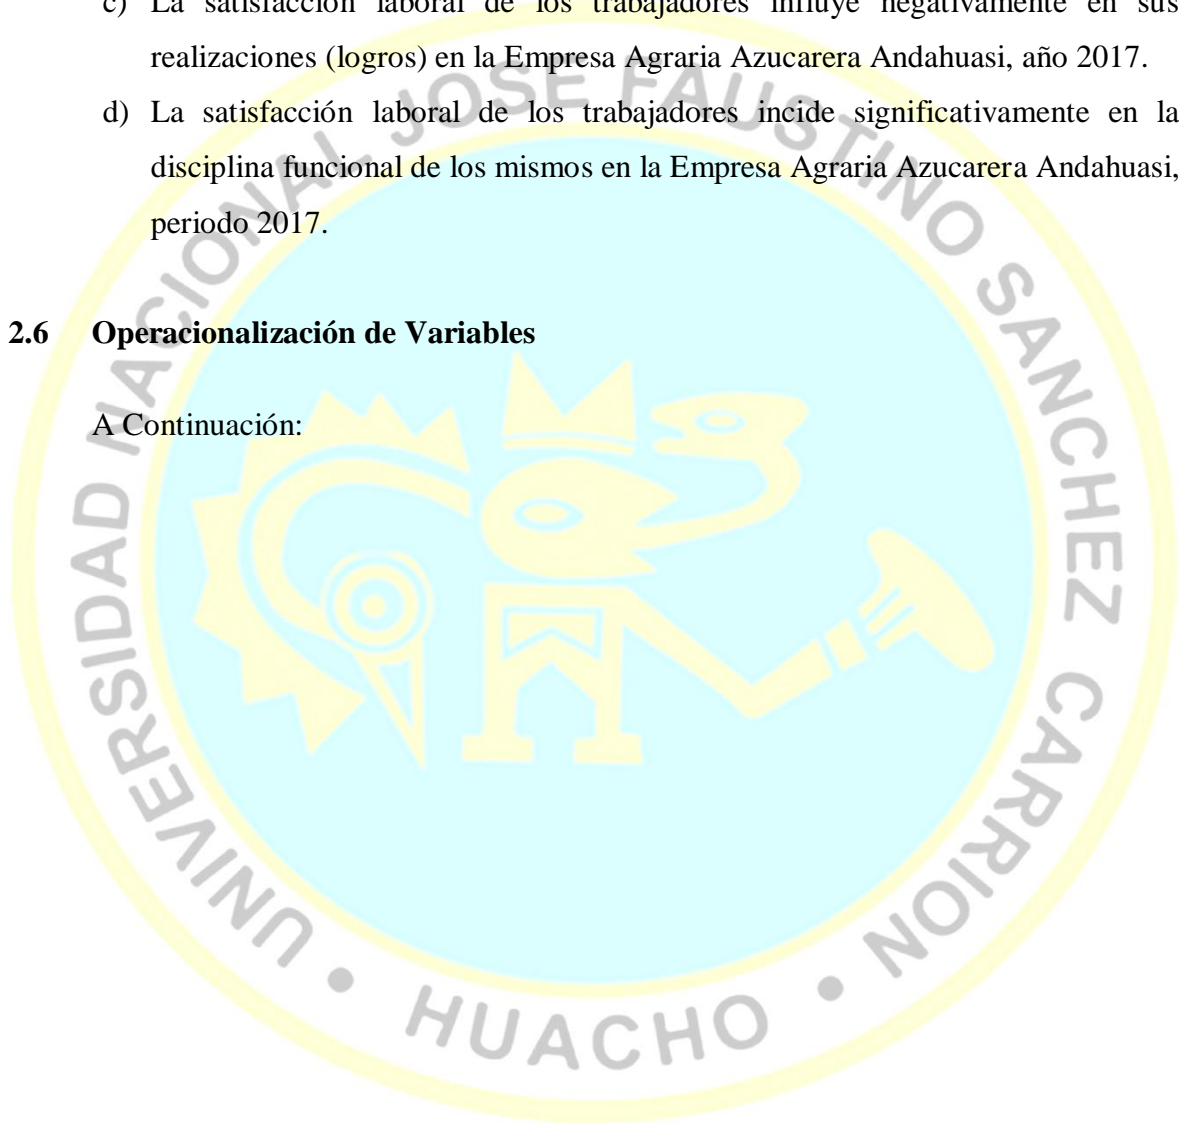 c) La satisfacción laboral de los trabajadores influye negativamente en sus
realizaciones (logros) en la Empresa Agraria Azucarera Andahuasi, año 2017.
d) La satisfacción laboral de los trabajadores incide significativamente en la
disciplina funcional de los mismos en la Empresa Agraria Azucarera Andahuasi,
periodo 2017.
2.6 Operacionalización de Variables
A Continuación:
UNIVERSIDAD NACIONAL JOSE FAUSTINO SANCHEZ CARRION
• HUACHO •